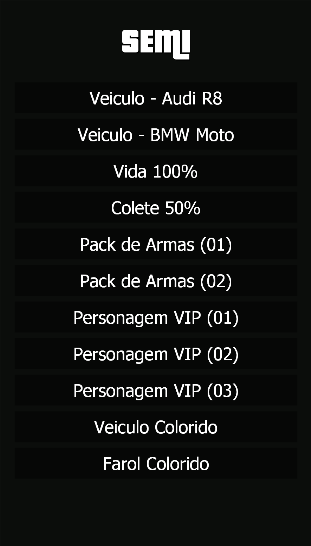 SEMI
Veiculo - Audi R8
Veiculo - BMW Moto
Vida 100%
Colete 50%
Pack de Armas (01)
Pack de Armas (02)
Personagem VIP (01)
Personagem VIP (02)
Personagem VIP (03)
Veiculo Colorido
Farol Colorido